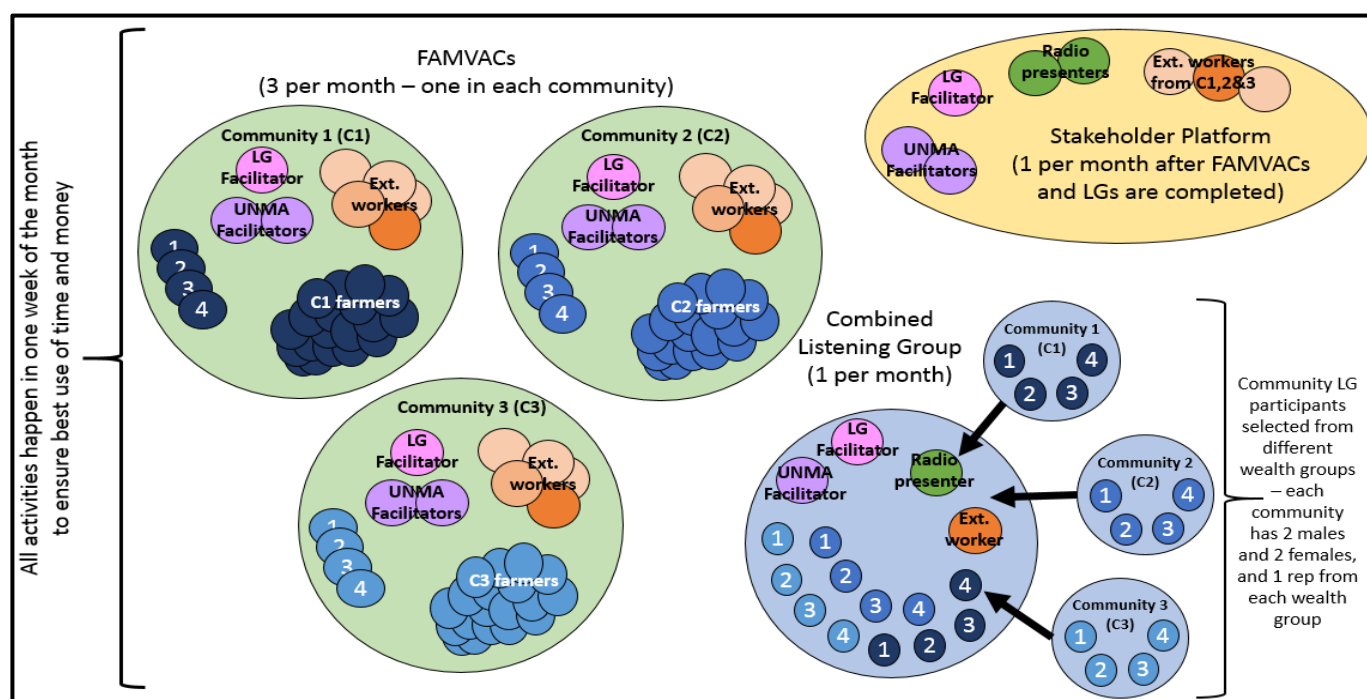 All activities happen in one week of the month
to ensure best use of time and money
FAMVACs
(3 per month – one in each community)
Community 1 (C1)
LG
Facilitator
UNMA
Facilitators
Ext.
workers
1
2
3
4
C1 farmers
Community 2 (C2)
LG
Facilitator
UNMA
Facilitators
Ext.
workers
1
2
3
4
C2 farmers
Community 3 (C3)
LG
Facilitator
UNMA
Facilitators
Ext.
workers
1
2
3
4
C3 farmers
Radio
presenters
Ext. workers
from C1,2&3
LG
Facilitator
UNMA
Facilitators
Stakeholder Platform
(1 per month after FAMVACs
and LGs are completed)
Combined
Listening Group
(1 per month)
LG
Facilitator
UNMA
Facilitator
Radio
presenter
Ext.
worker
1
2
3
4
1
2
3
4
1
2
3
4
Community 1
(C1)
1
2
3
4
Community 2
(C2)
1
2
3
4
Community 3
(C3)
1
2
3
4
Community LG
participants
selected from
different
wealth groups
– each
community
has 2 males
and 2 females,
and 1 rep from
each wealth
group